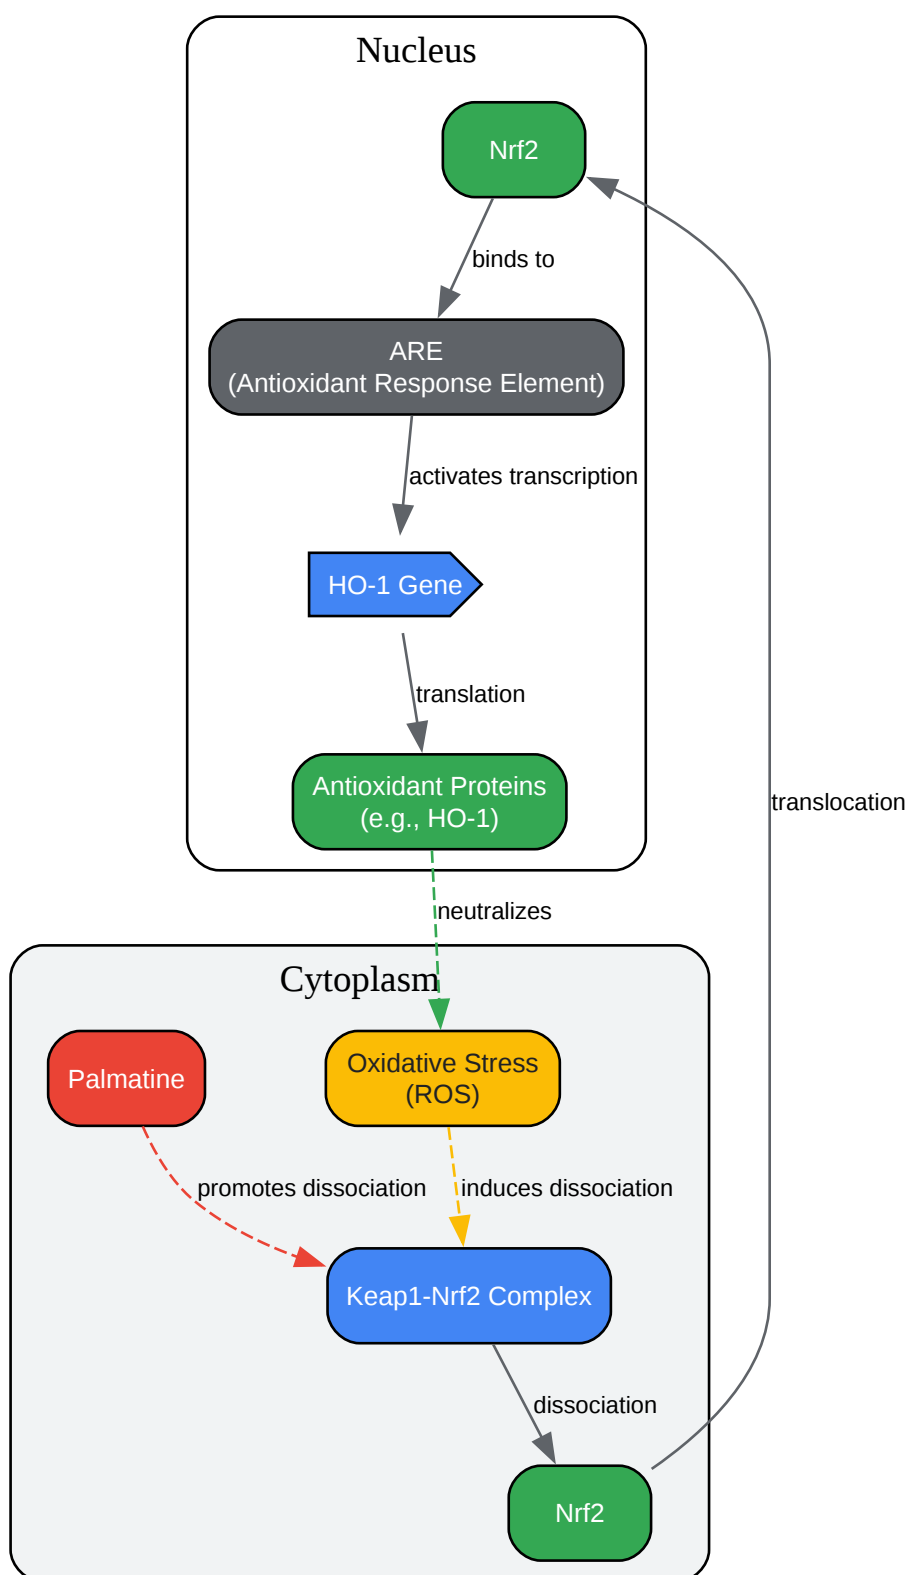 Nucleus
Nrf2
binds to
ARE
(Antioxidant Response Element)
activates transcription
HO-1 Gene
translation
Antioxidant Proteins
(e.g., HO-1)
translocation
neutralizes
Cytoplasm
Palmatine
Oxidative Stress
(ROS)
promotes dissociation
induces dissociation
Keap1-Nrf2 Complex
dissociation
Nrf2